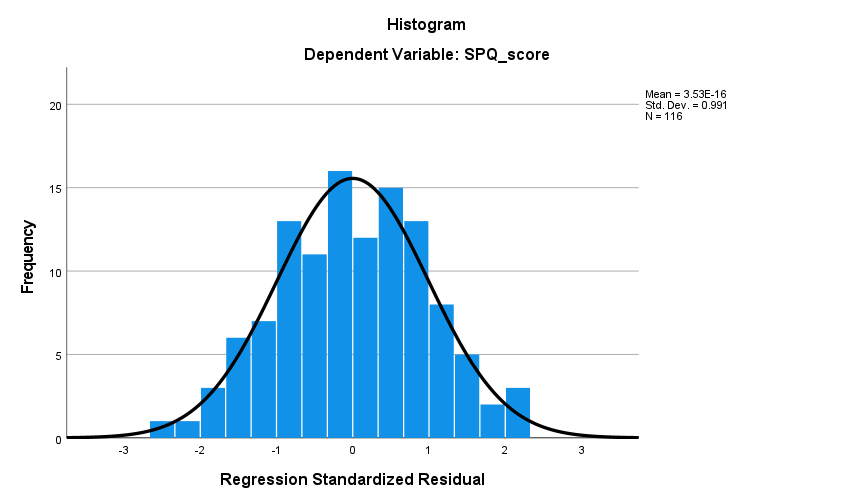 Histogram
Dependent Variable: SPQ_score
Mean = 3.53E-16
Std. Dev. = 0.991
N = 116
Frequency
20
15
10
5
0
-3 -2 -1 0 1 2 3
Regression Standardized Residual